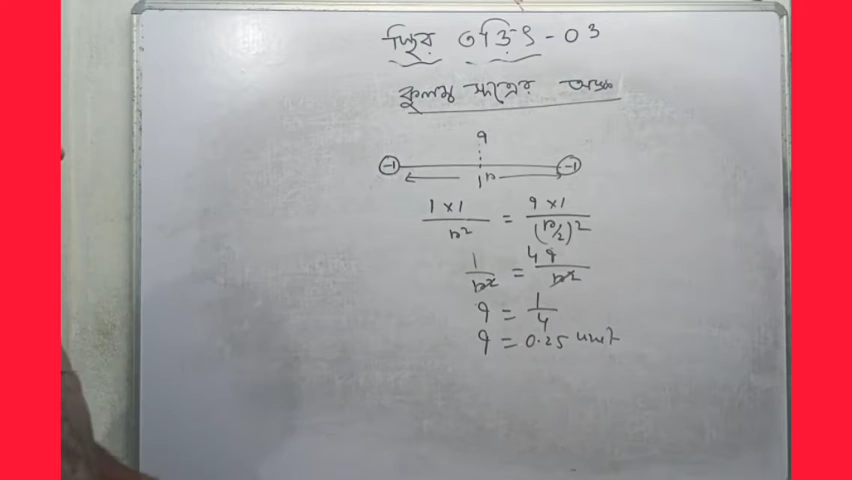 স্থির তড়িৎ - 03
কুলম্ব সূত্রের অঙ্ক
q
-1 -1
r
1 × 1 / r² = q × 1 / (r/2)²
1 / r² = 4q / r²
q = 1 / 4
q = 0.25 unit